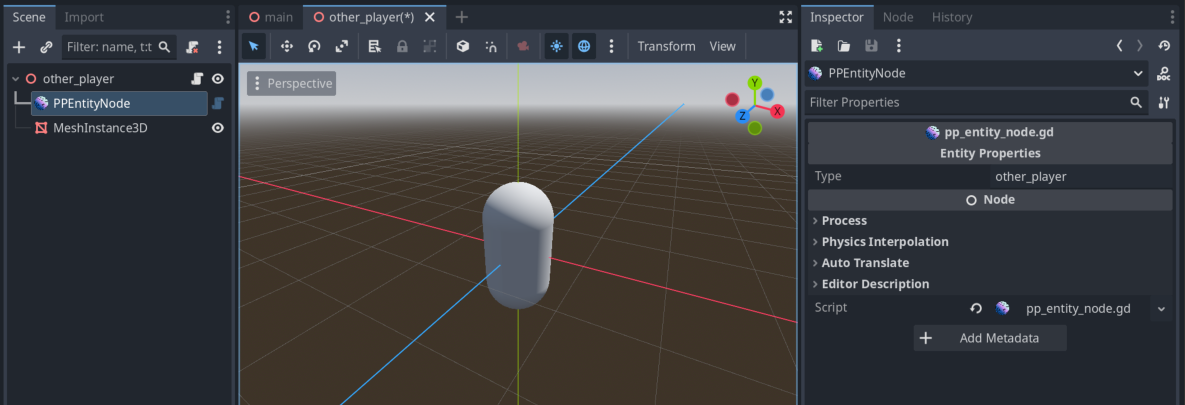 Scene Import
Filter: name, t:t
other_player
PPEntityNode
MeshInstance3D
main other_player(*)
Transform View
Perspective
Y
X
Z
Inspector Node History
PPEntityNode
DOC
Filter Properties
pp_entity_node.gd
Entity Properties
Type other_player
Node
Process
Physics Interpolation
Auto Translate
Editor Description
Script pp_entity_node.gd
Add Metadata